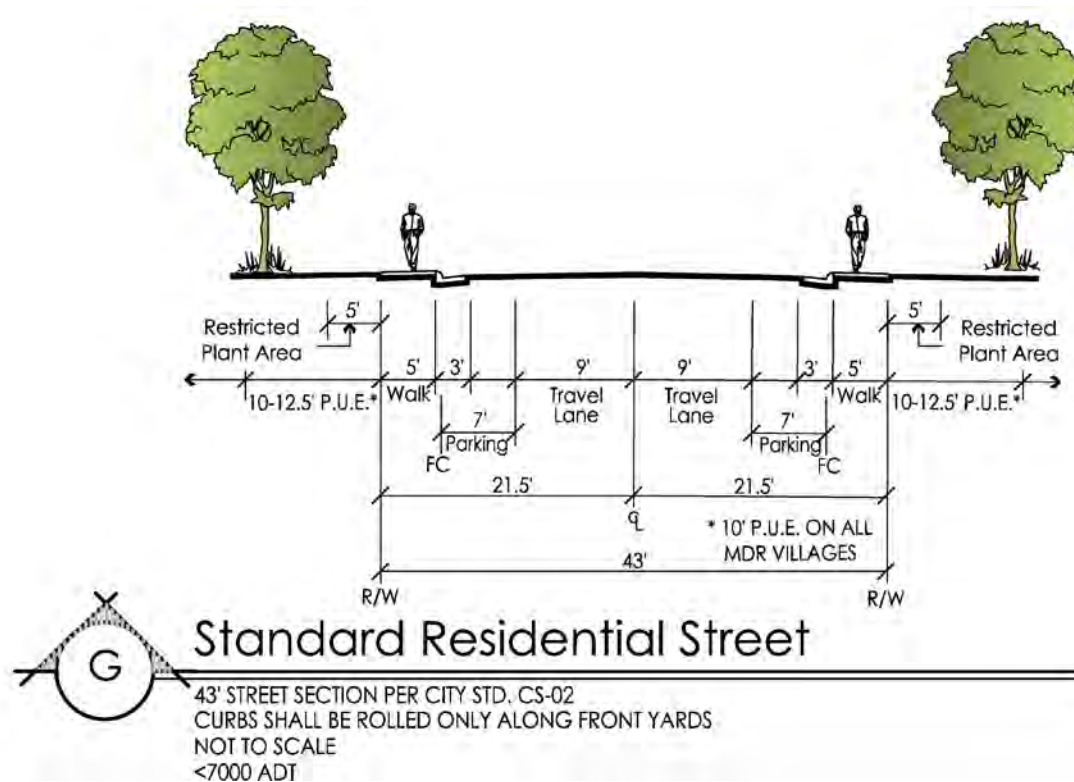 5'
5'
Restricted
Plant Area
Restricted
Plant Area
5'
3'
9'
9'
3'
5'
10-12.5' P.U.E.*
Walk
Travel
Lane
Travel
Lane
Walk
10-12.5' P.U.E.*
7'
Parking
7'
Parking
FC
FC
21.5'
21.5'
℄
* 10' P.U.E. ON ALL
MDR VILLAGES
43'
R/W
R/W
G
Standard Residential Street
43' STREET SECTION PER CITY STD. CS-02
CURBS SHALL BE ROLLED ONLY ALONG FRONT YARDS
NOT TO SCALE
<7000 ADT